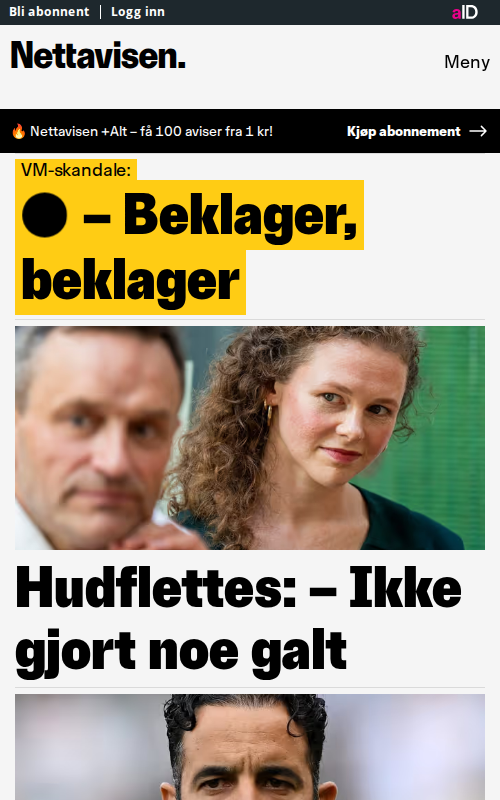 Bli abonnent | Logg inn
aID
Nettavisen.
Meny
🔥 Nettavisen +Alt – få 100 aviser fra 1 kr!
Kjøp abonnement →
VM-skandale:
● – Beklager,
beklager
Hudflettes: – Ikke
gjort noe galt